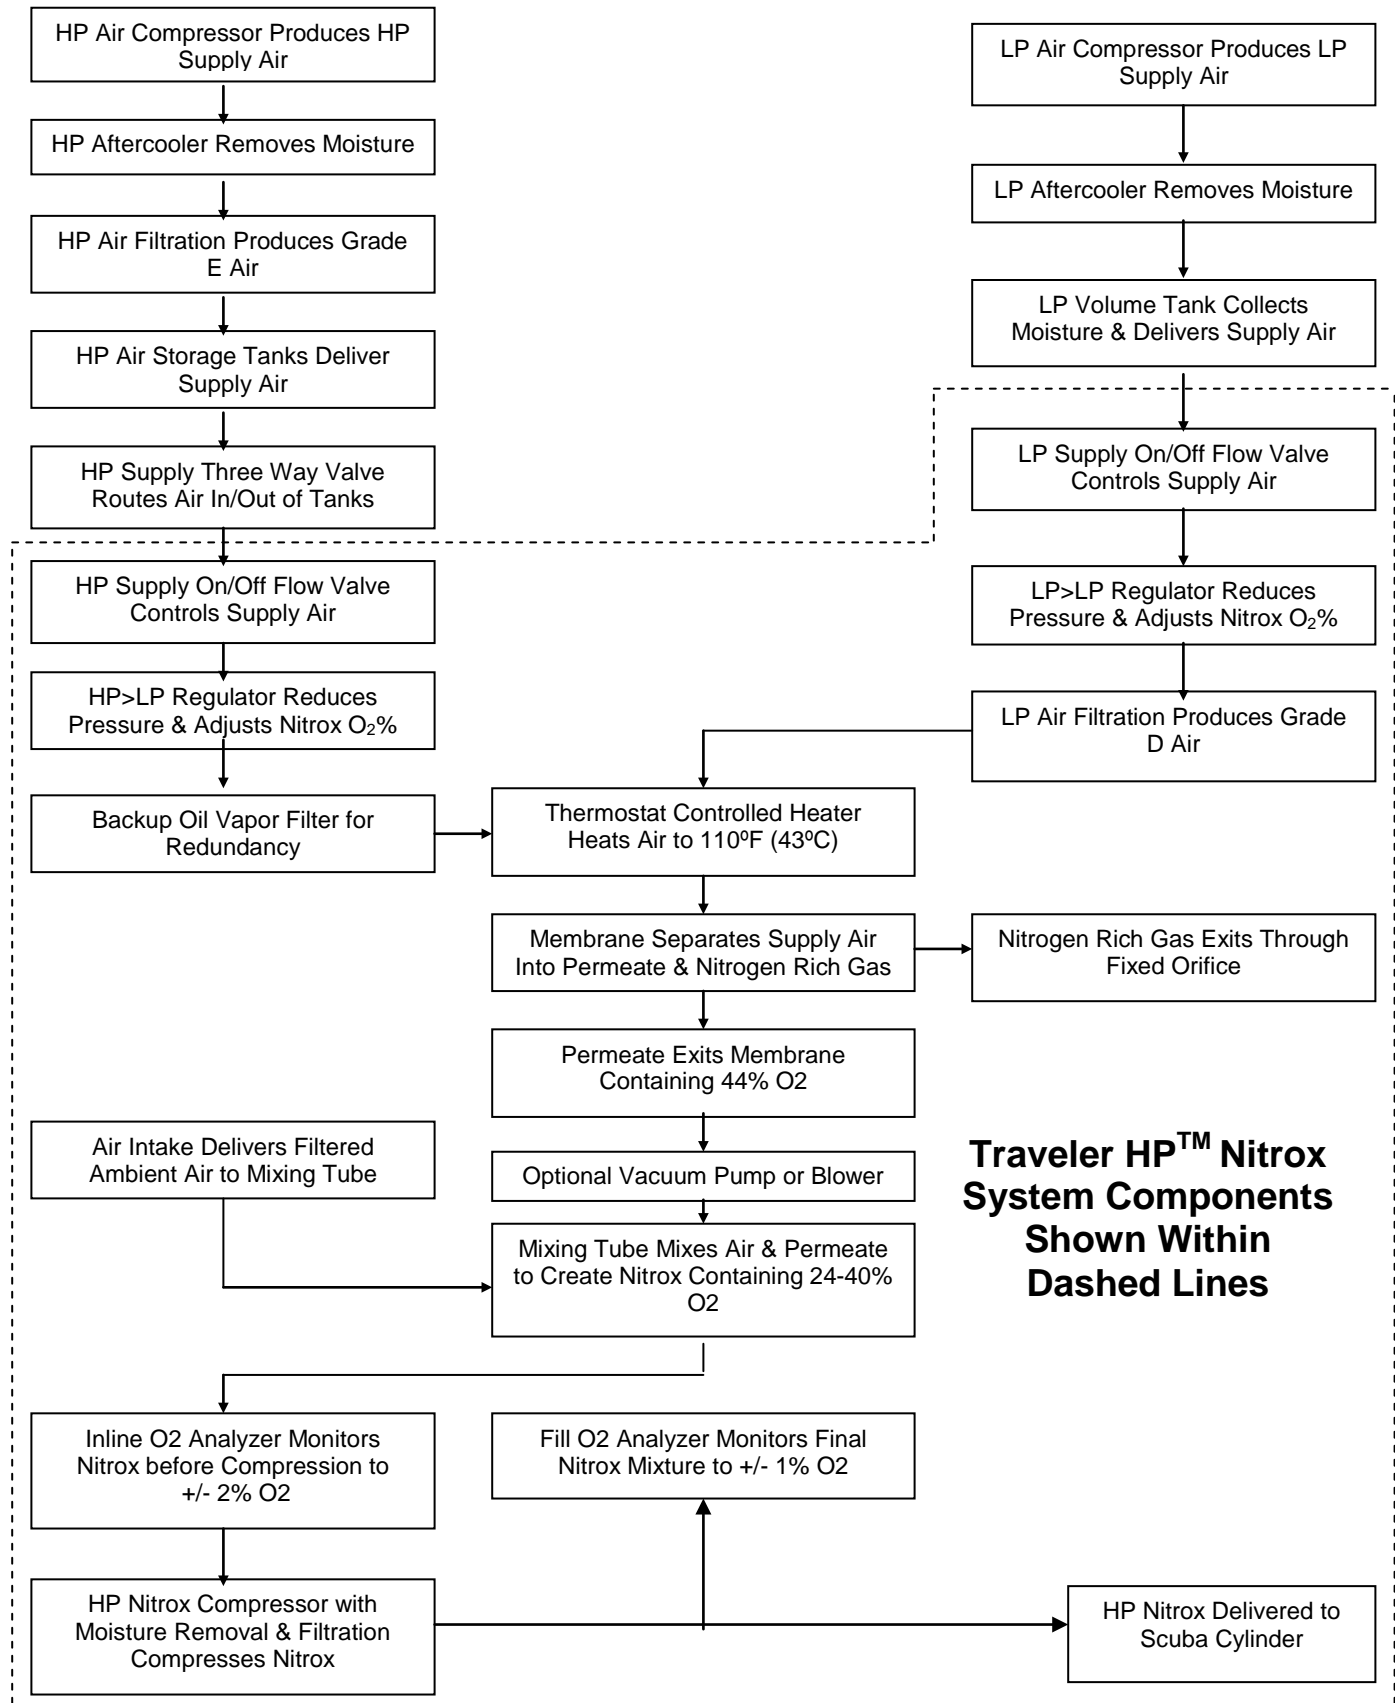 HP Air Compressor Produces HP
Supply Air
HP Aftercooler Removes Moisture
HP Air Filtration Produces Grade
E Air
HP Air Storage Tanks Deliver
Supply Air
HP Supply Three Way Valve
Routes Air In/Out of Tanks
HP Supply On/Off Flow Valve
Controls Supply Air
HP>LP Regulator Reduces
Pressure & Adjusts Nitrox O₂%
Backup Oil Vapor Filter for
Redundancy
LP Air Compressor Produces LP
Supply Air
LP Aftercooler Removes Moisture
LP Volume Tank Collects
Moisture & Delivers Supply Air
LP Supply On/Off Flow Valve
Controls Supply Air
LP>LP Regulator Reduces
Pressure & Adjusts Nitrox O₂%
LP Air Filtration Produces Grade
D Air
Thermostat Controlled Heater
Heats Air to 110ºF (43ºC)
Membrane Separates Supply Air
Into Permeate & Nitrogen Rich Gas
Nitrogen Rich Gas Exits Through
Fixed Orifice
Permeate Exits Membrane
Containing 44% O2
Optional Vacuum Pump or Blower
Air Intake Delivers Filtered
Ambient Air to Mixing Tube
Mixing Tube Mixes Air & Permeate
to Create Nitrox Containing 24-40%
O2
Traveler HP™ Nitrox
System Components
Shown Within
Dashed Lines
Inline O2 Analyzer Monitors
Nitrox before Compression to
+/- 2% O2
Fill O2 Analyzer Monitors Final
Nitrox Mixture to +/- 1% O2
HP Nitrox Compressor with
Moisture Removal & Filtration
Compresses Nitrox
HP Nitrox Delivered to
Scuba Cylinder